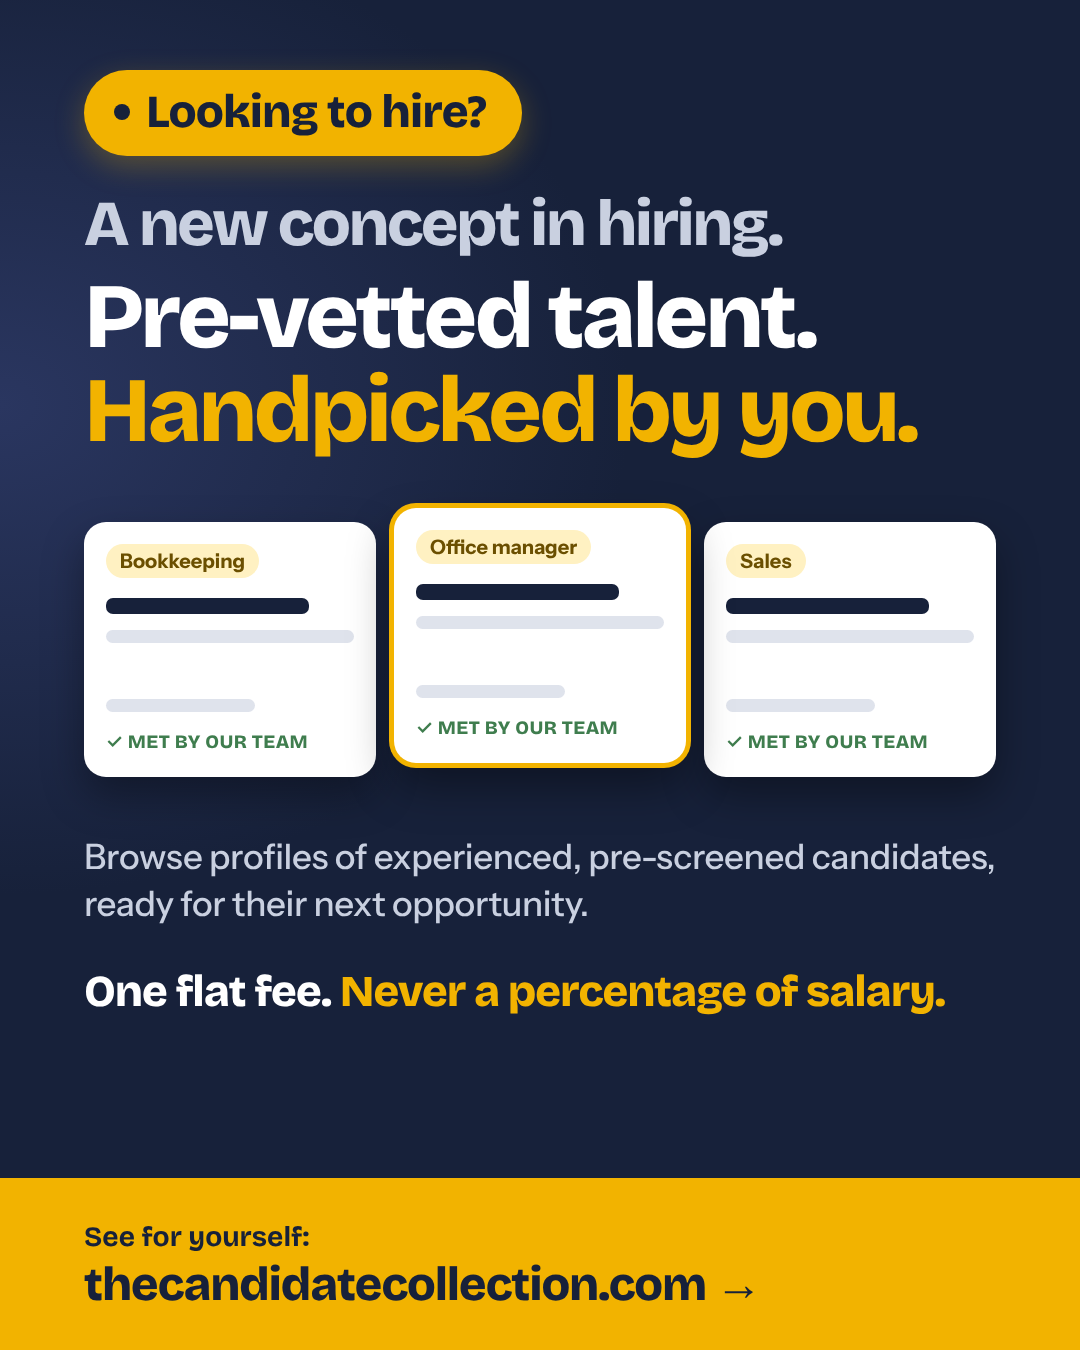 • Looking to hire?
A new concept in hiring.
Pre-vetted talent.
Handpicked by you.
Bookkeeping
✓ MET BY OUR TEAM
Office manager
✓ MET BY OUR TEAM
Sales
✓ MET BY OUR TEAM
Browse profiles of experienced, pre-screened candidates,
ready for their next opportunity.
One flat fee. Never a percentage of salary.
See for yourself:
thecandidatecollection.com →